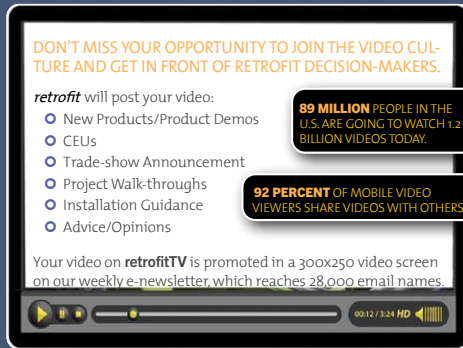 DON'T MISS YOUR OPPORTUNITY TO JOIN THE VIDEO CUL-
TURE AND GET IN FRONT OF RETROFIT DECISION-MAKERS.
retrofit will post your video:
New Products/Product Demos
CEUs
Trade-show Announcement
Project Walk-throughs
Installation Guidance
Advice/Opinions
89 MILLION PEOPLE IN THE
U.S. ARE GOING TO WATCH 1.2
BILLION VIDEOS TODAY.
92 PERCENT OF MOBILE VIDEO
VIEWERS SHARE VIDEOS WITH OTHERS
Your video on retrofitTV is promoted in a 300x250 video screen
on our weekly e-newsletter, which reaches 28,000 email names.
00:12 / 3:24 HD